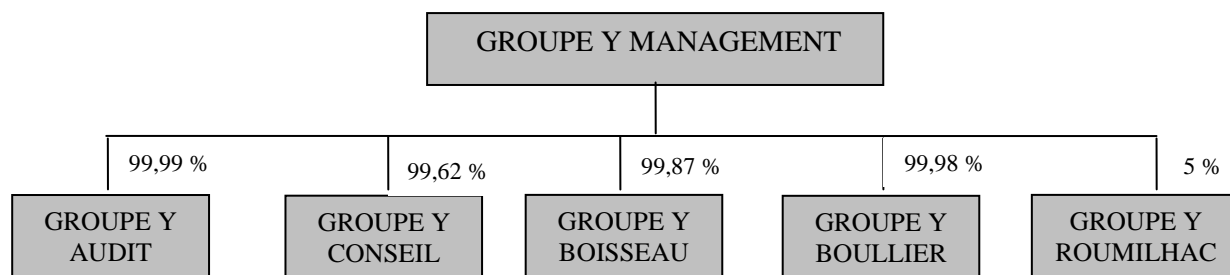 GROUPE Y MANAGEMENT
99,99 %
99,62 %
99,87 %
99,98 %
5 %
GROUPE Y
AUDIT
GROUPE Y
CONSEIL
GROUPE Y
BOISSEAU
GROUPE Y
BOULLIER
GROUPE Y
ROUMILHAC